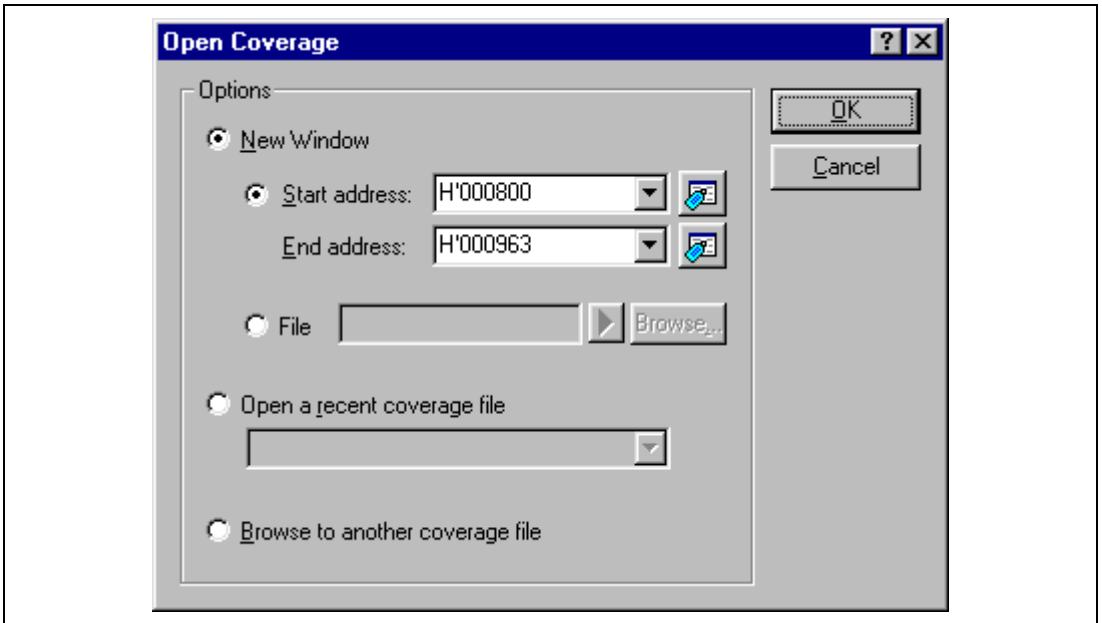 Open Coverage
Options
New Window
Start address: H'000800
End address: H'000963
File Browse...
Open a recent coverage file
Browse to another coverage file
OK
Cancel